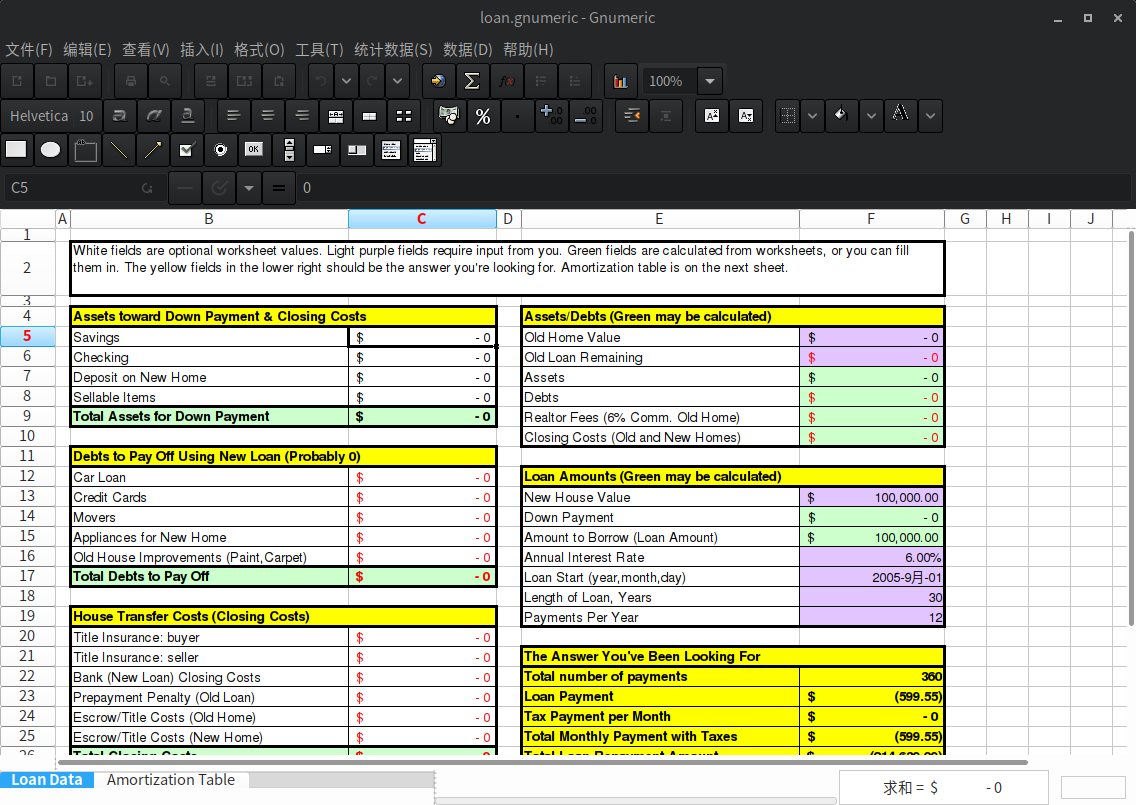 loan.gnumeric - Gnumeric
文件(F) 编辑(E) 查看(V) 插入(I) 格式(O) 工具(T) 统计数据(S) 数据(D) 帮助(H)
100%
Helvetica 10
C5 0
A B C D E F G H I J
1
2 White fields are optional worksheet values. Light purple fields require input from you. Green fields are calculated from worksheets, or you can fill
them in. The yellow fields in the lower right should be the answer you're looking for. Amortization table is on the next sheet.
3
4 Assets toward Down Payment & Closing Costs Assets/Debts (Green may be calculated)
5 Savings $ - 0 Old Home Value $ - 0
6 Checking $ - 0 Old Loan Remaining $ - 0
7 Deposit on New Home $ - 0 Assets $ - 0
8 Sellable Items $ - 0 Debts $ - 0
9 Total Assets for Down Payment $ - 0 Realtor Fees (6% Comm. Old Home) $ - 0
10 Closing Costs (Old and New Homes) $ - 0
11 Debts to Pay Off Using New Loan (Probably 0)
12 Car Loan $ - 0 Loan Amounts (Green may be calculated)
13 Credit Cards $ - 0 New House Value $ 100,000.00
14 Movers $ - 0 Down Payment $ - 0
15 Appliances for New Home $ - 0 Amount to Borrow (Loan Amount) $ 100,000.00
16 Old House Improvements (Paint,Carpet) $ - 0 Annual Interest Rate 6.00%
17 Total Debts to Pay Off $ - 0 Loan Start (year,month,day) 2005-9月-01
18 Length of Loan, Years 30
19 House Transfer Costs (Closing Costs) Payments Per Year 12
20 Title Insurance: buyer $ - 0
21 Title Insurance: seller $ - 0 The Answer You've Been Looking For
22 Bank (New Loan) Closing Costs $ - 0 Total number of payments 360
23 Prepayment Penalty (Old Loan) $ - 0 Loan Payment $ (599.55)
24 Escrow/Title Costs (Old Home) $ - 0 Tax Payment per Month $ - 0
25 Escrow/Title Costs (New Home) $ - 0 Total Monthly Payment with Taxes $ (599.55)
26 Total Closing Costs $ - 0 Total Loan Repayment Amount $
Loan Data Amortization Table
求和 = $ - 0